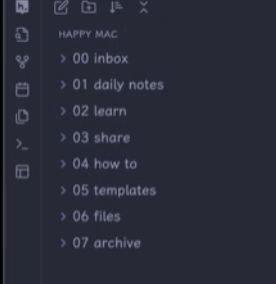 HAPPY MAC
00 inbox
01 daily notes
02 learn
03 share
04 how to
05 templates
06 files
07 archive